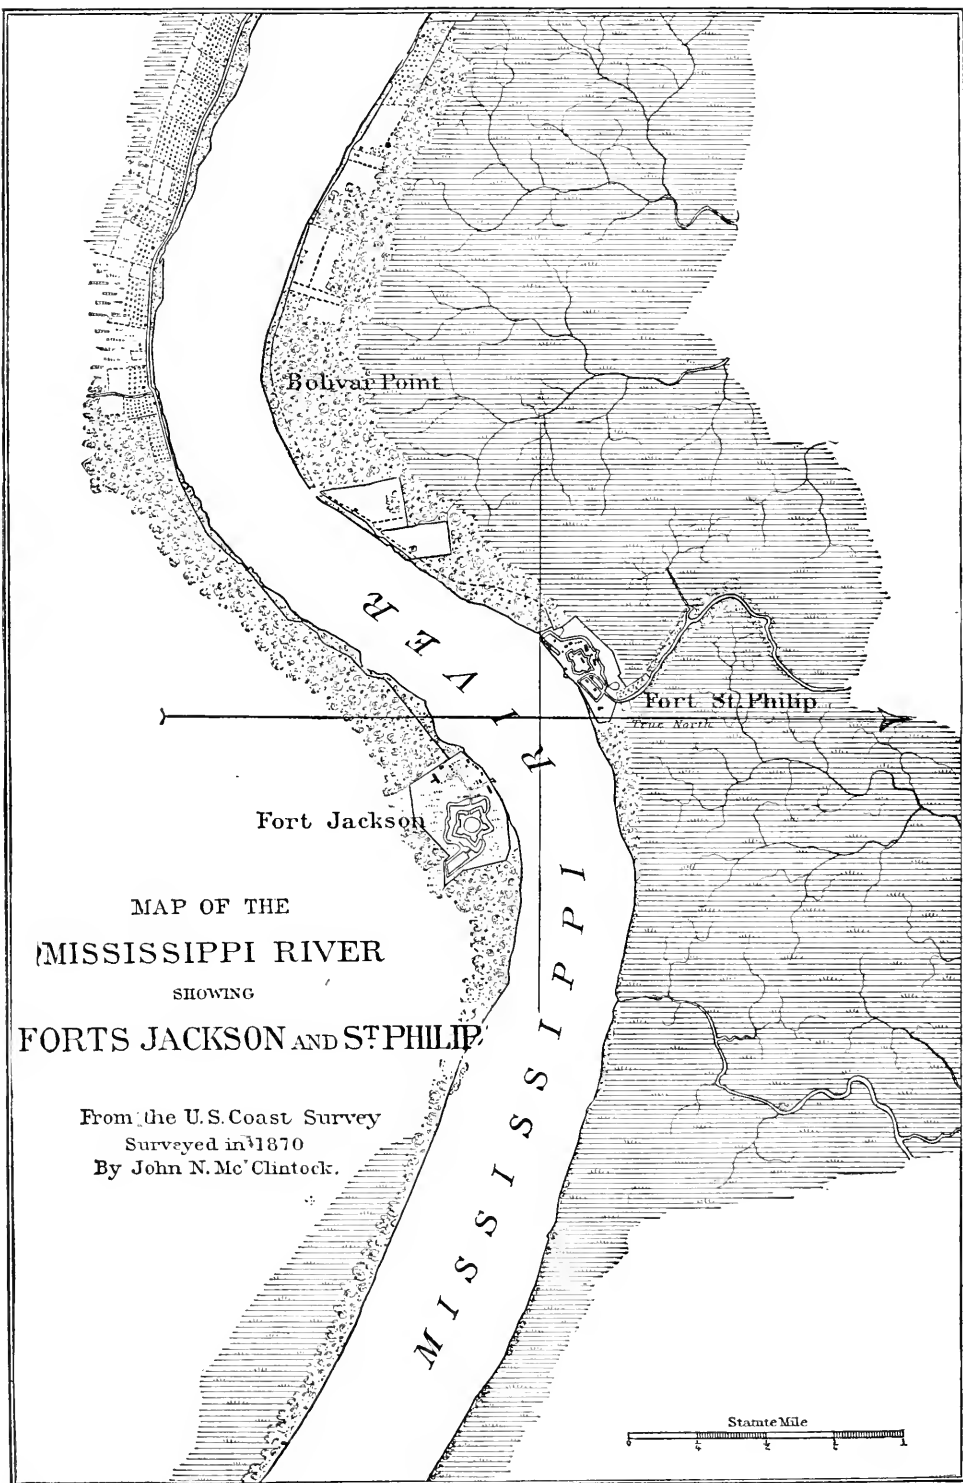 Bolivar Point
Fort St. Philip
True North
Fort Jackson
MISSISSIPPI RIVER
MAP OF THE
MISSISSIPPI RIVER
SHOWING
FORTS JACKSON AND ST. PHILIP
From the U.S. Coast Survey
Surveyed in 1870
By John N. Mc.Clintock.
Statute Mile